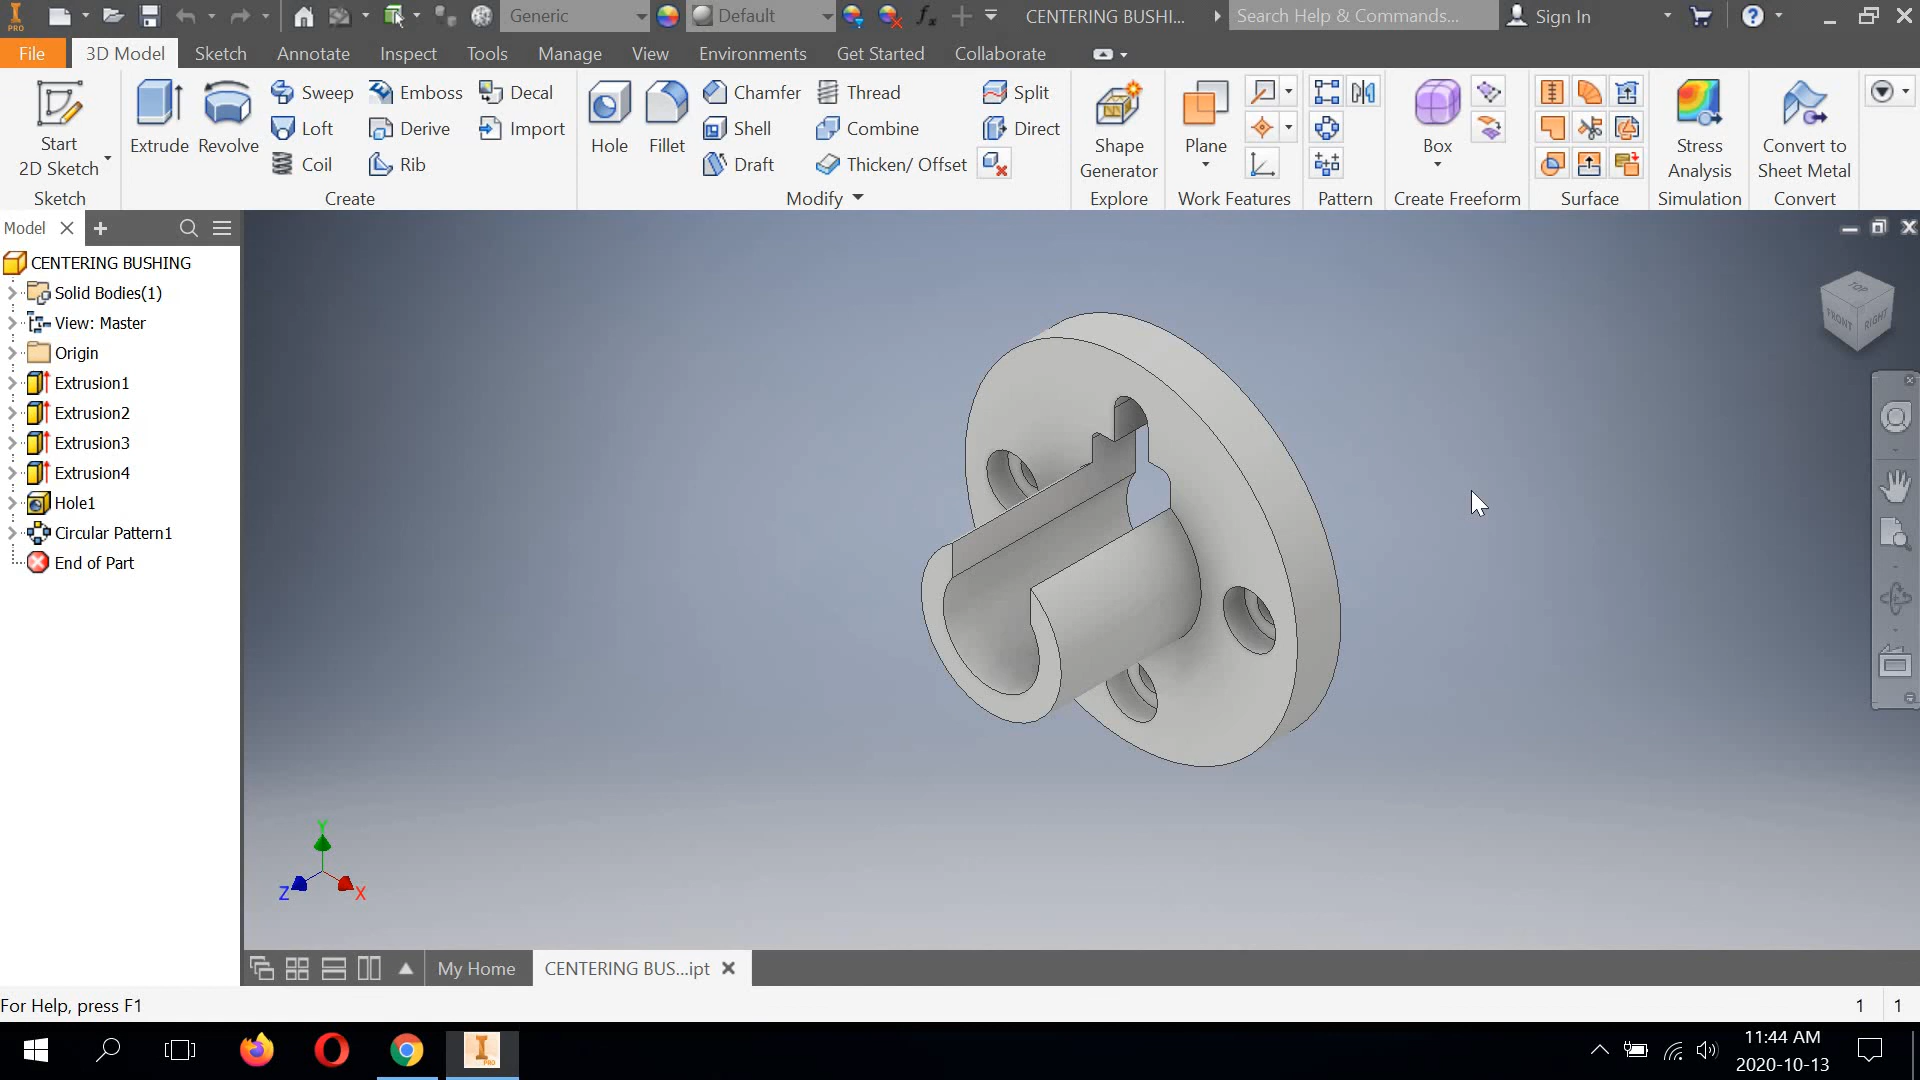 PRO
Generic
Default
CENTERING BUSHI...
Search Help & Commands...
Sign In
File
3D Model
Sketch
Annotate
Inspect
Tools
Manage
View
Environments
Get Started
Collaborate
Start
2D Sketch
Sketch
Extrude
Revolve
Sweep
Loft
Coil
Emboss
Derive
Rib
Decal
Import
Create
Hole
Fillet
Chamfer
Shell
Draft
Thread
Combine
Thicken/ Offset
Split
Direct
Modify
Shape
Generator
Explore
Plane
Work Features
Pattern
Box
Create Freeform
Surface
Stress
Analysis
Simulation
Convert to
Sheet Metal
Convert
Model
CENTERING BUSHING
Solid Bodies(1)
View: Master
Origin
Extrusion1
Extrusion2
Extrusion3
Extrusion4
Hole1
Circular Pattern1
End of Part
TOP
FRONT
RIGHT
Y
Z
X
My Home
CENTERING BUS...ipt
For Help, press F1
1
1
PRO
11:44 AM
2020-10-13